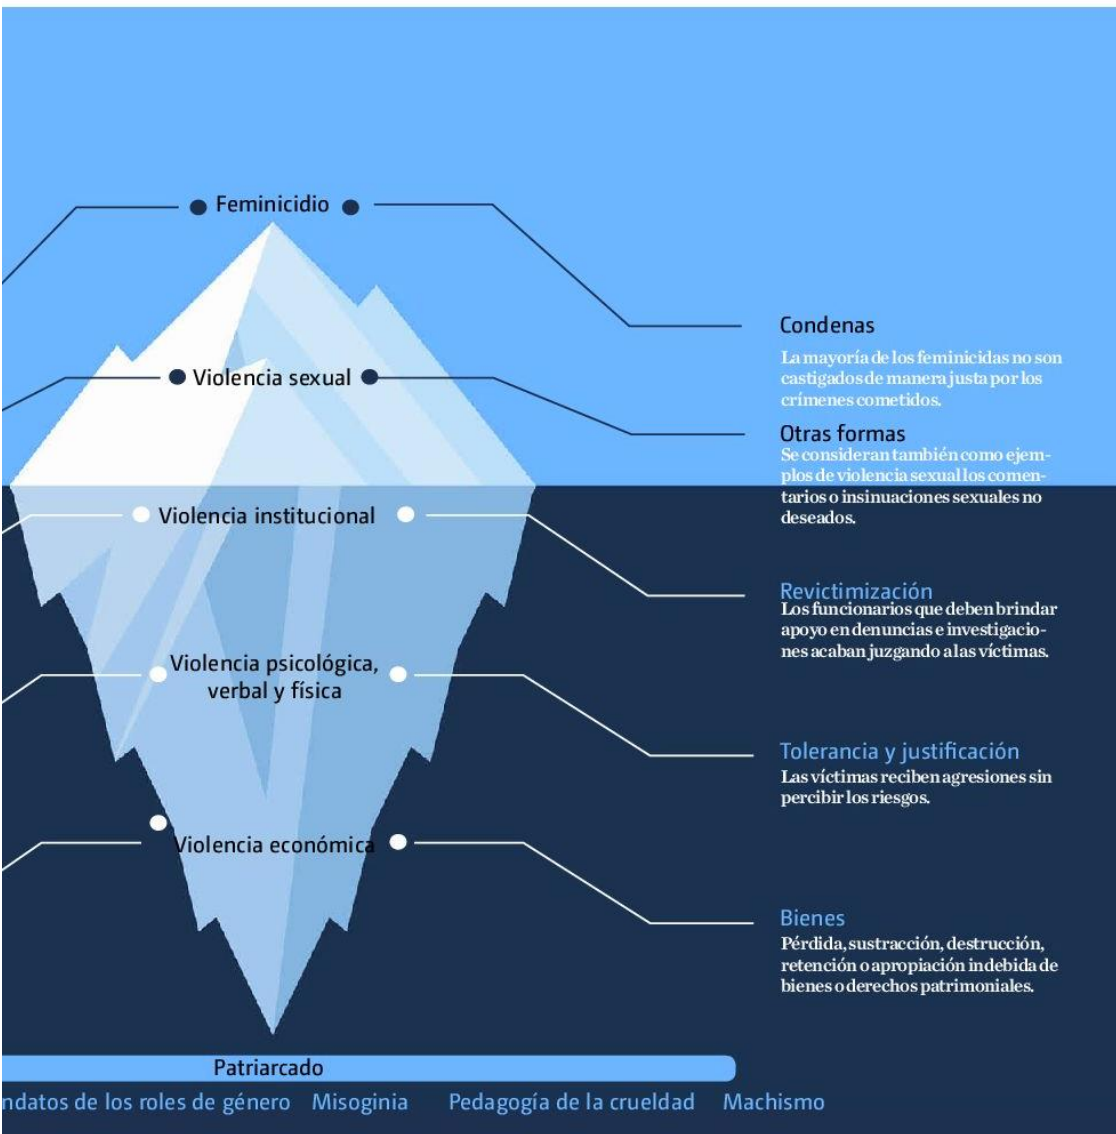 Feminicidio
Condenas
La mayoría de los feminicidas no son
castigados de manera justa por los
crímenes cometidos.
Violencia sexual
Otras formas
Se consideran también como ejem-
plos de violencia sexual los comen-
tarios o insinuaciones sexuales no
deseados.
Violencia institucional
Revictimización
Los funcionarios que deben brindar
apoyo en denuncias e investigacio-
nes acaban juzgando a las víctimas.
Violencia psicológica,
verbal y física
Tolerancia y justificación
Las víctimas reciben agresiones sin
percibir los riesgos.
Violencia económica
Bienes
Pérdida, sustracción, destrucción,
retención o apropiación indebida de
bienes o derechos patrimoniales.
Patriarcado
ndatos de los roles de género Misoginia Pedagogía de la crueldad Machismo